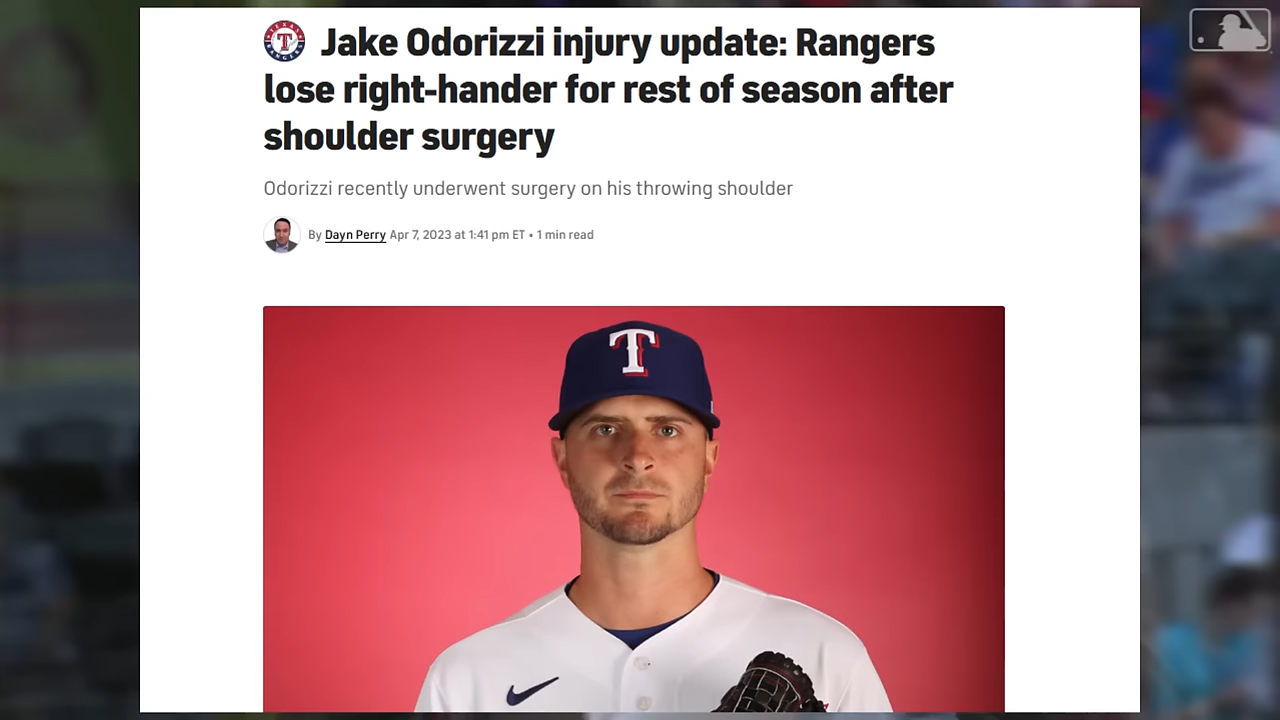 Jake Odorizzi injury update: Rangers
lose right-hander for rest of season after
shoulder surgery
Odorizzi recently underwent surgery on his throwing shoulder
By Dayn Perry Apr 7, 2023 at 1:41 pm ET • 1 min read
T